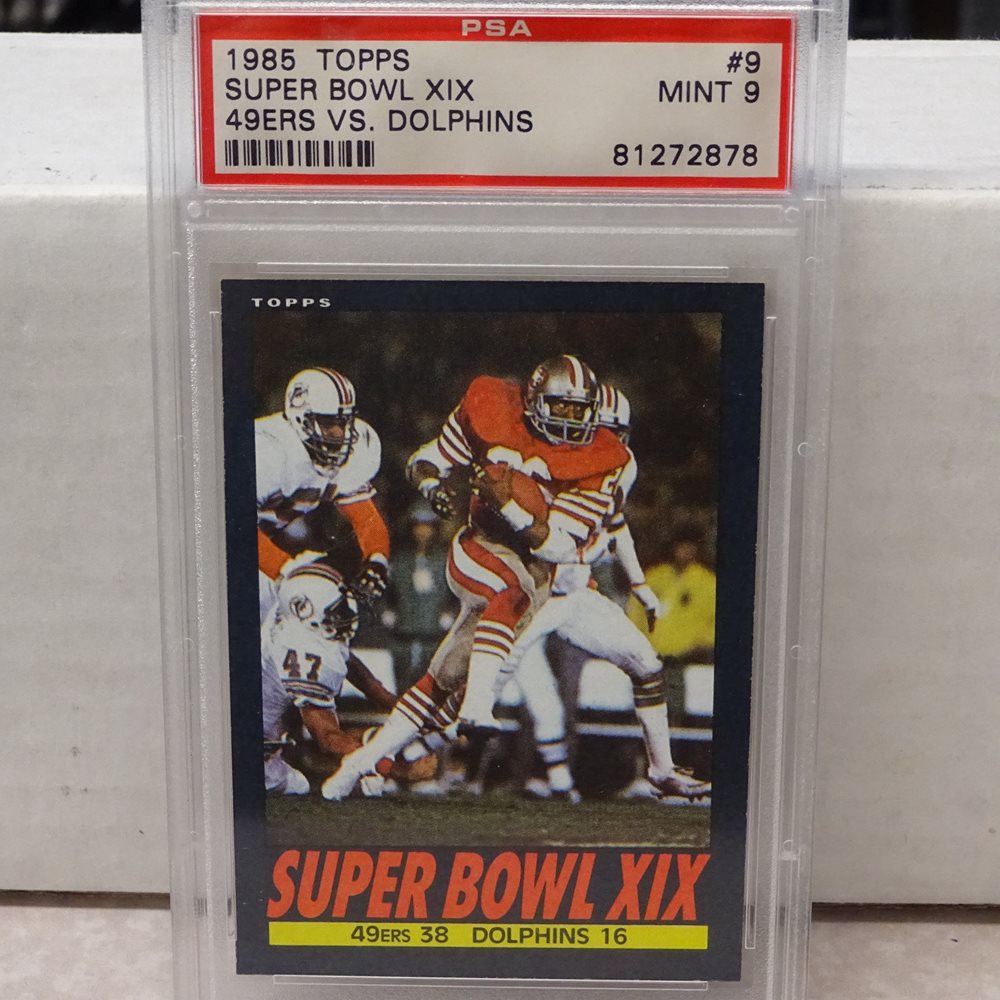 PSA
1985 TOPPS #9
SUPER BOWL XIX MINT 9
49ERS VS. DOLPHINS
81272878
TOPPS
47
SUPER BOWL XIX
49ERS 38 DOLPHINS 16